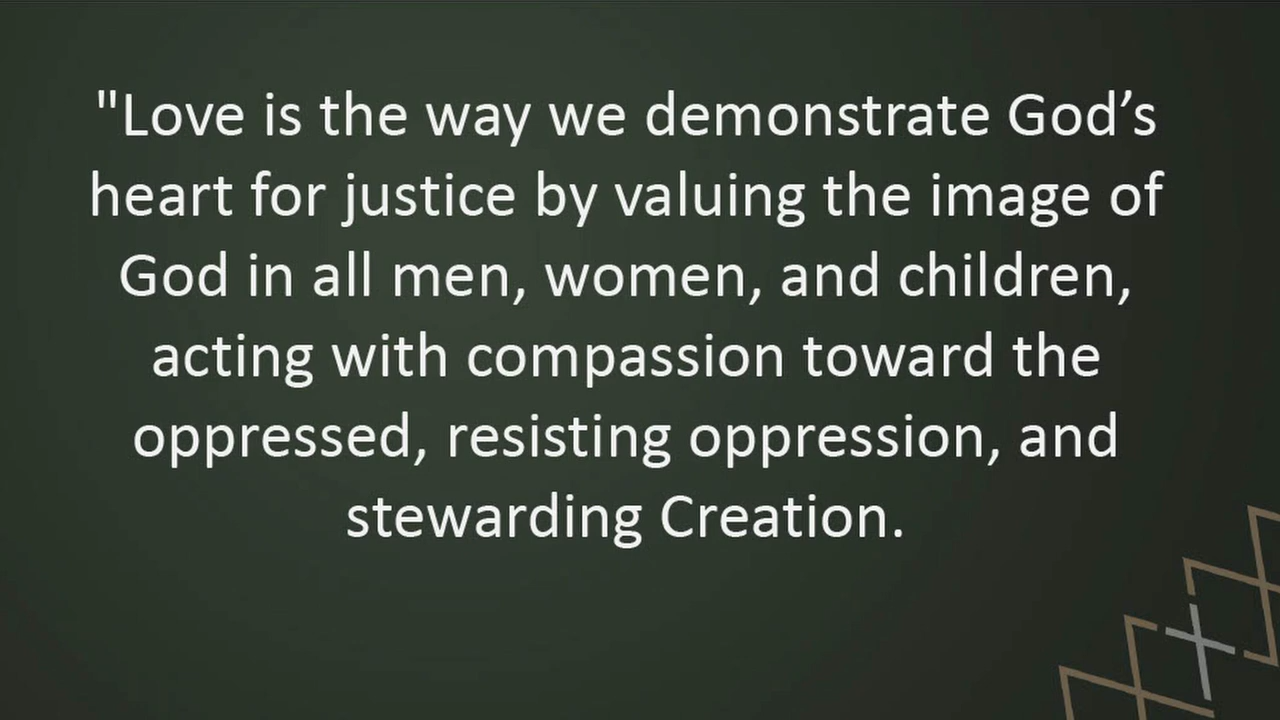 "Love is the way we demonstrate God’s
heart for justice by valuing the image of
God in all men, women, and children,
acting with compassion toward the
oppressed, resisting oppression, and
stewarding Creation.